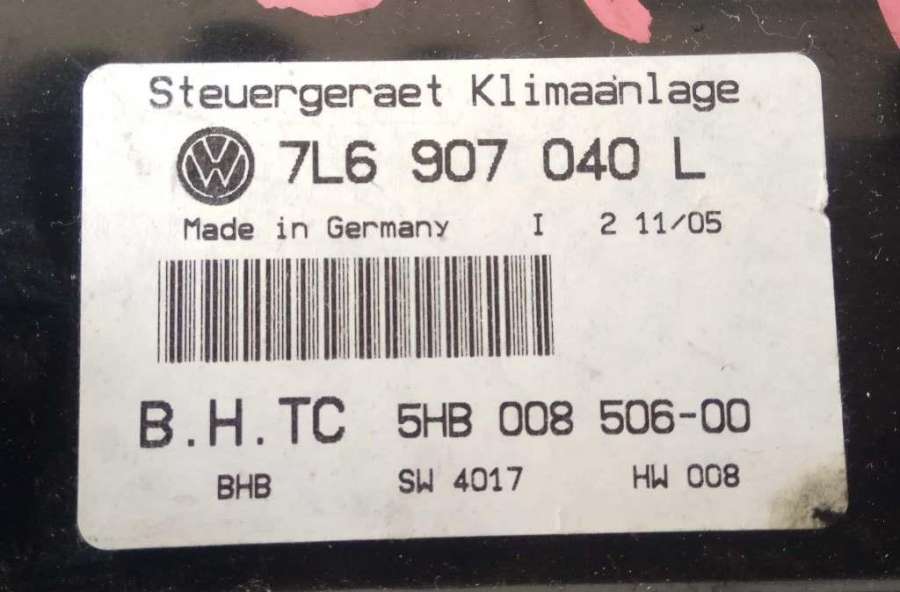 Steuergeraet Klimaanlage
7L6 907 040 L
Made in Germany I 2 11/05
B.H.TC 5HB 008 506-00
BHB SW 4017 HW 008